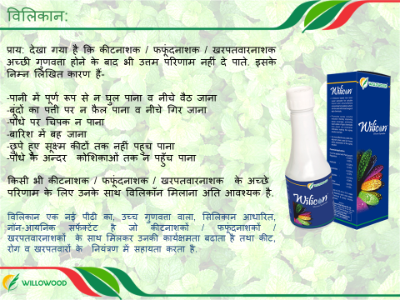 विलिकान:
प्राय: देखा गया है कि कीटनाशक / फफूंदनाशक / खरपतवारनाशक
अच्छी गुणवता होने के बाद भी उत्तम परिणाम नहीं दे पाते. इसके
निम्न लिखित कारण हैं-
-पानी में पूर्ण रूप से न घुल पाना व नीचे बैठ जाना
-बूंदों का पत्ती पर न फैल पाना व नीचे गिर जाना
-पौधे पर चिपक न पाना
-बारिश में बह जाना
-छुपे हुए सूक्ष्म कीटों तक नहीं पहुच पाना
-पौधे के अन्दर कोशिकाओं तक न पहुँच पाना
किसी भी कीटनाशक / फफूंदनाशक / खरपतवारनाशक के अच्छे
परिणाम के लिए उनके साथ विलिकॉन मिलाना अति आवश्यक है.
विलिकान एक नई पीढी का, उच्च गुणवता वाला, सिलिकान आधारित,
नॉन-आयनिक सर्फेक्टेंट है जो कीटनाशकों / फफूंदनाशकों /
खरपतवारनाशकों के साथ मिलकर उनकी कार्यक्षमता बढाता है तथा कीट,
रोग व खरपतवारों के नियंत्रण में सहायता करता है.
Wilicon
Wilicon
WILLOWOOD